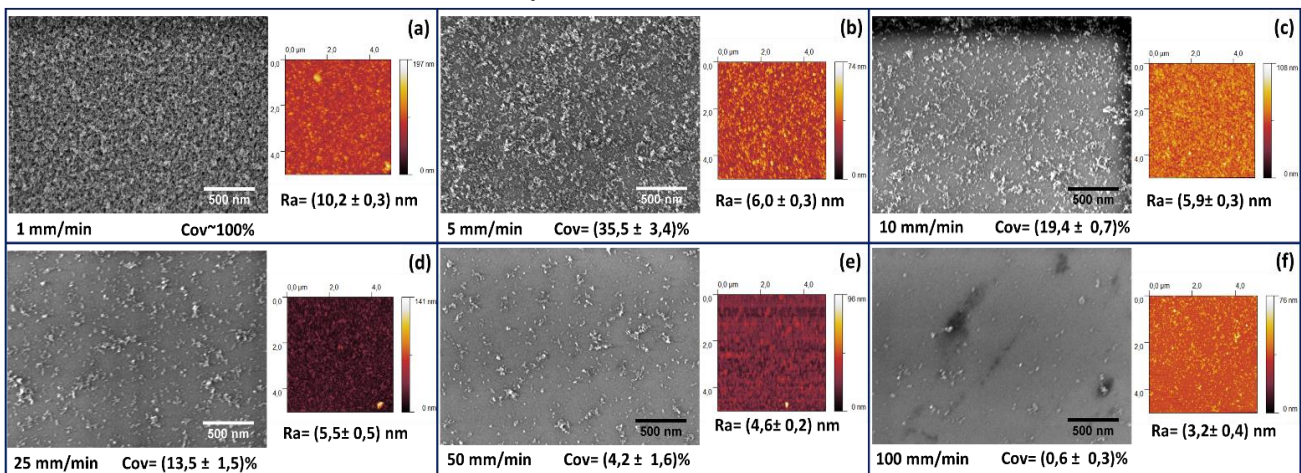 (a)
0,0 µm 2,0 4,0
0,0
2,0
4,0
197 nm
0 nm
500 nm
Ra= (10,2 ± 0,3) nm
1 mm/min Cov~100%
(b)
0,0 µm 2,0 4,0
0,0
2,0
4,0
74 nm
0 nm
500 nm
Ra= (6,0 ± 0,3) nm
5 mm/min Cov= (35,5 ± 3,4)%
(c)
0,0 µm 2,0 4,0
0,0
2,0
4,0
108 nm
0 nm
500 nm
Ra= (5,9± 0,3) nm
10 mm/min Cov= (19,4 ± 0,7)%
(d)
0,0 µm 2,0 4,0
0,0
2,0
4,0
141 nm
0 nm
500 nm
Ra= (5,5± 0,5) nm
25 mm/min Cov= (13,5 ± 1,5)%
(e)
0,0 µm 2,0 4,0
0,0
2,0
4,0
96 nm
0 nm
500 nm
Ra= (4,6± 0,2) nm
50 mm/min Cov= (4,2 ± 1,6)%
(f)
0,0 µm 2,0 4,0
0,0
2,0
4,0
76 nm
0 nm
500 nm
Ra= (3,2± 0,4) nm
100 mm/min Cov= (0,6 ± 0,3)%